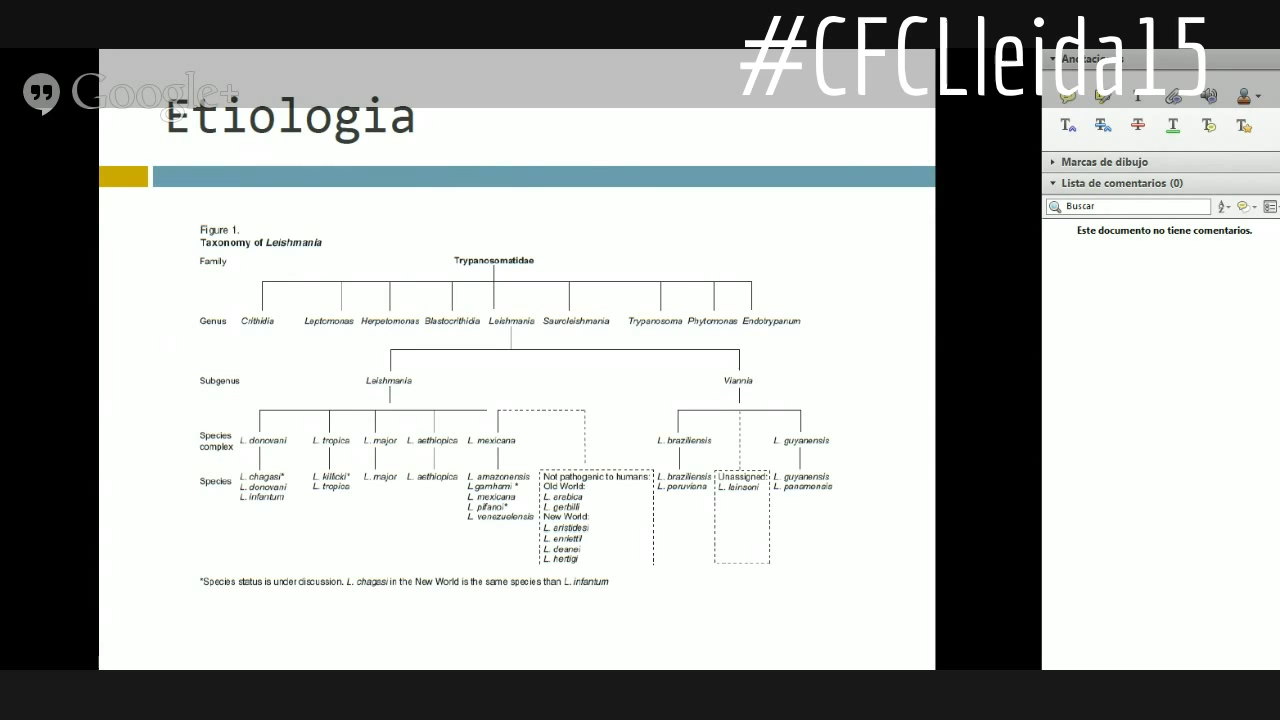 #CFCLleida15
Google+
Anotaciones
Etiologia
Marcas de dibujo
Lista de comentarios (0)
Buscar
Este documento no tiene comentarios.
Figure 1.
Taxonomy of Leishmania
Family Trypanosomatidae
Genus Crithidia Leptomonas Herpetomonas Blastocrithidia Leishmania Sauroleishmania Trypanosoma Phytomonas Endotrypanum
Subgenus Leishmania Viannia
Species complex L. donovani L. tropica L. major L. aethiopica L. mexicana L. braziliensis L. guyanensis
Species L. chagasi* L. killicki* L. major L. aethiopica L. amazonensis Not pathogenic to humans: L. braziliensis Unassigned: L. guyanensis
L. donovani L. tropica L. garnhami * Old World: L. peruviana L. lainsoni L. panamensis
L. infantum L. mexicana L. arabica
L. pifanoi* L. gerbilli
L. venezuelensis New World:
L. aristidesi
L. enriettii
L. deanei
L. hertigi
*Species status is under discussion. L. chagasi in the New World is the same species than L. infantum